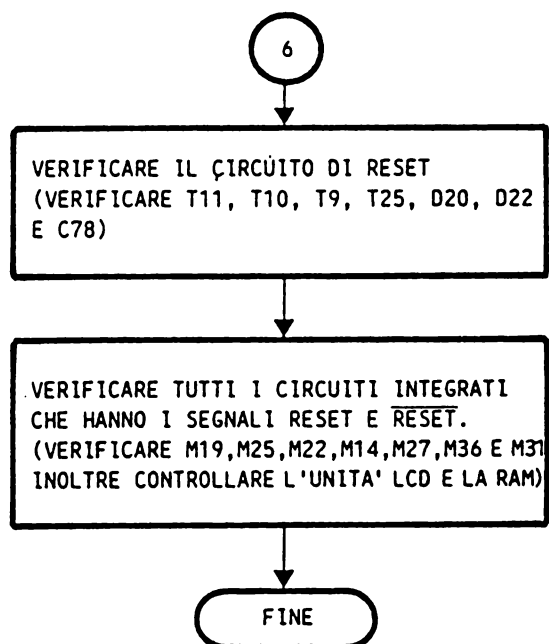 6
VERIFICARE IL CIRCUITO DI RESET
(VERIFICARE T11, T10, T9, T25, D20, D22
E C78)
VERIFICARE TUTTI I CIRCUITI INTEGRATI
CHE HANNO I SEGNALI RESET E R̅E̅S̅E̅T̅.
(VERIFICARE M19,M25,M22,M14,M27,M36 E M31
INOLTRE CONTROLLARE L'UNITA' LCD E LA RAM)
FINE